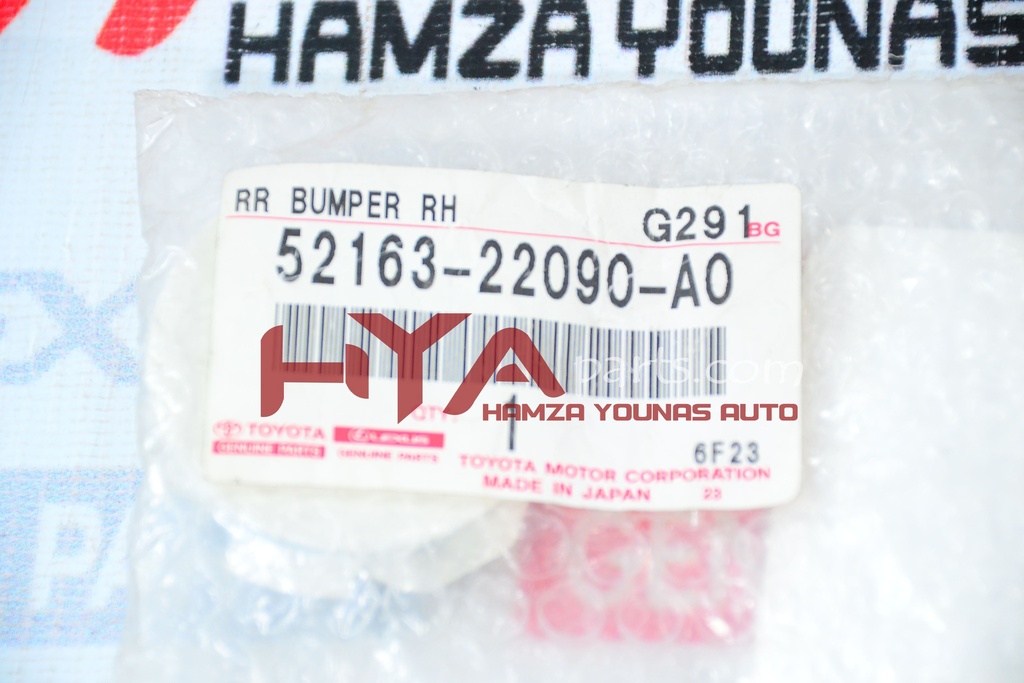 HAMZA YOUNAS
RR BUMPER RH
G291 BG
52163-22090-A0
HYA
parts.com
HAMZA YOUNAS AUTO
QTY
1
TOYOTA
GENUINE PARTS
LEXUS
GENUINE PARTS
6F23
TOYOTA MOTOR CORPORATION
MADE IN JAPAN 23
PA